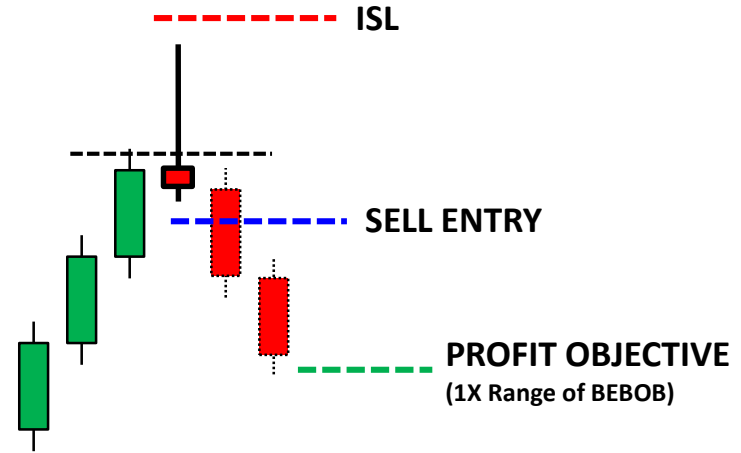 ISL
SELL ENTRY
PROFIT OBJECTIVE
(1X Range of BEBOB)